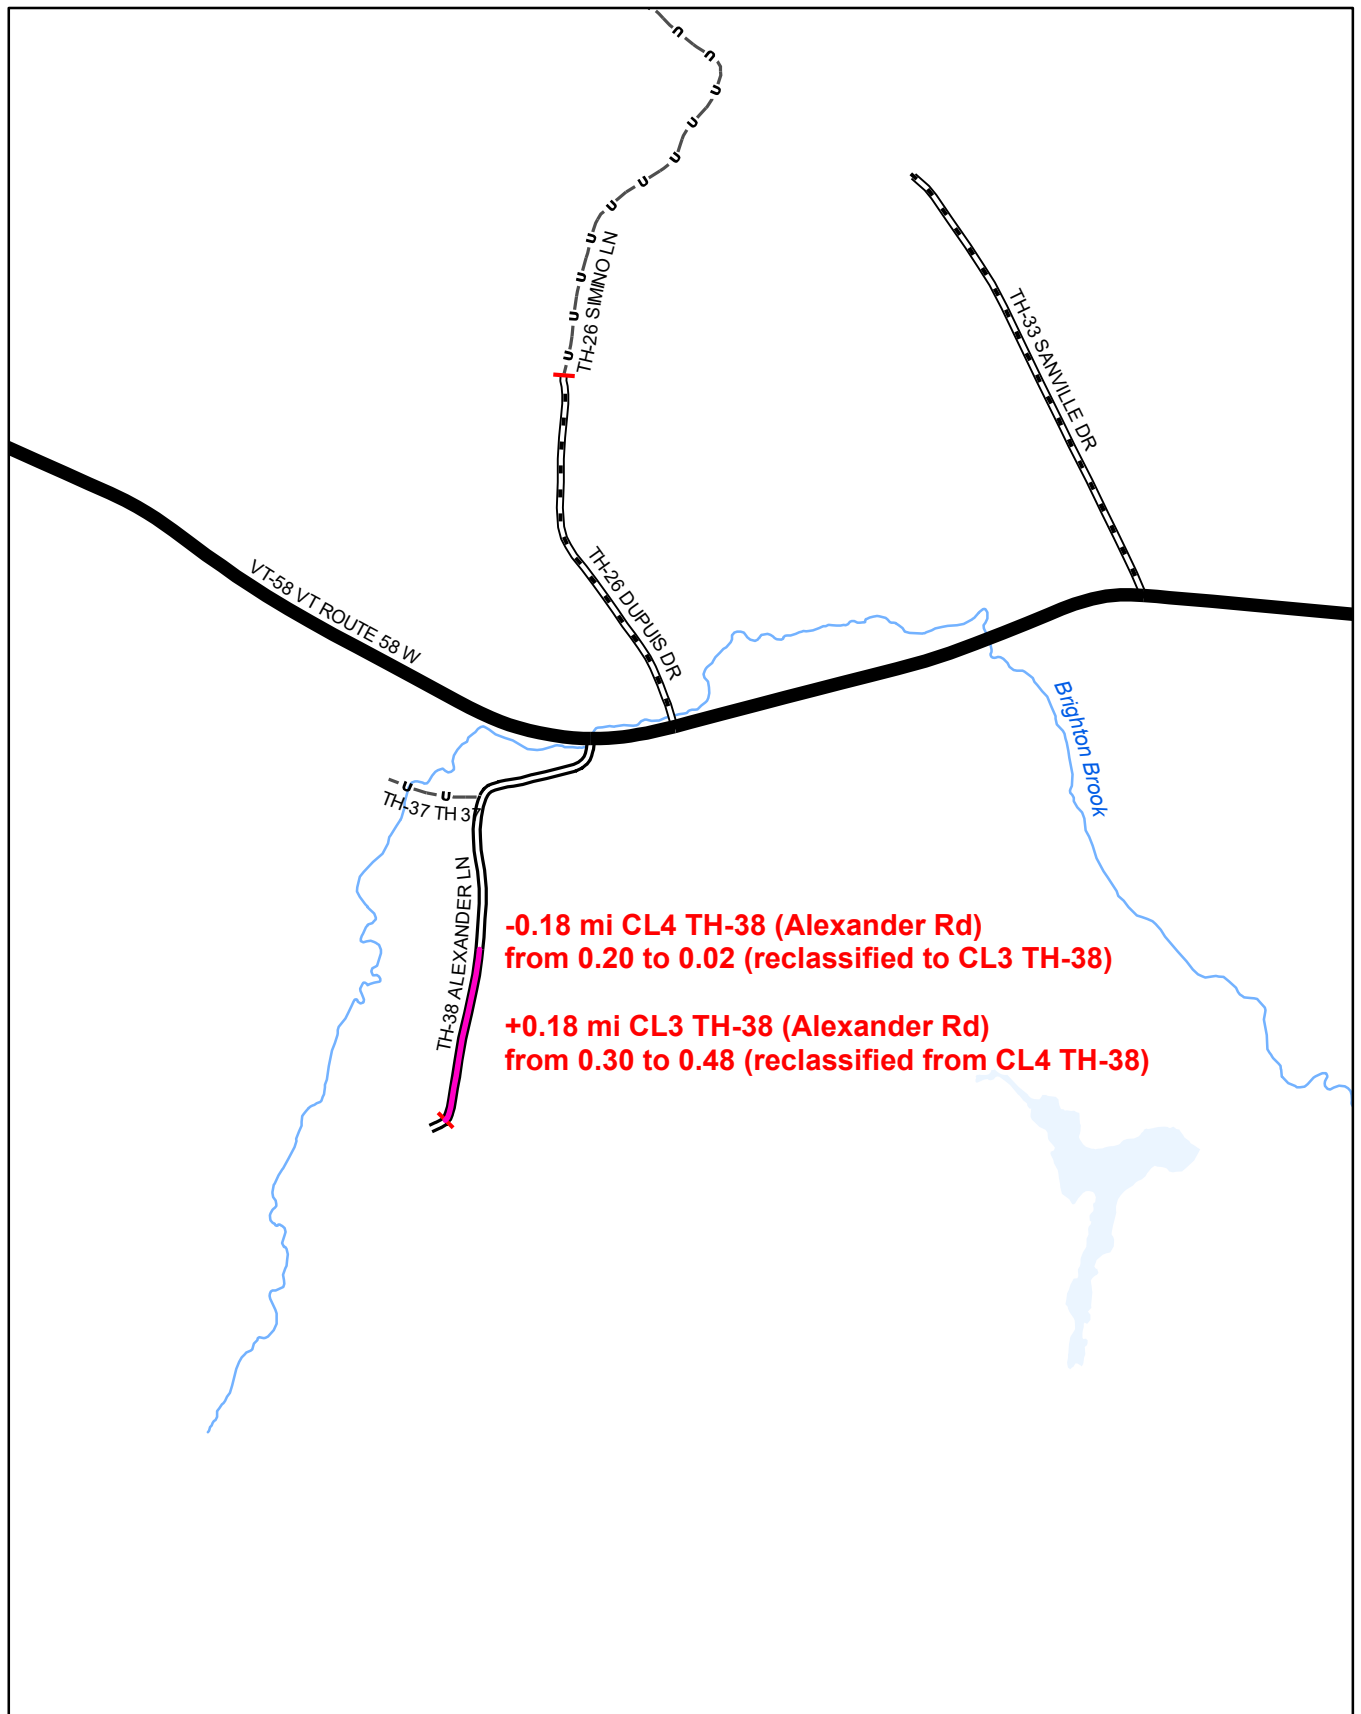 TH-26 SIMINO LN
TH-33 SANVILLE DR
VT-58 VT ROUTE 58 W
TH-26 DUPUIS DR
Brighton Brook
TH-37 TH 37
TH-38 ALEXANDER LN
-0.18 mi CL4 TH-38 (Alexander Rd)
from 0.20 to 0.02 (reclassified to CL3 TH-38)
+0.18 mi CL3 TH-38 (Alexander Rd)
from 0.30 to 0.48 (reclassified from CL4 TH-38)